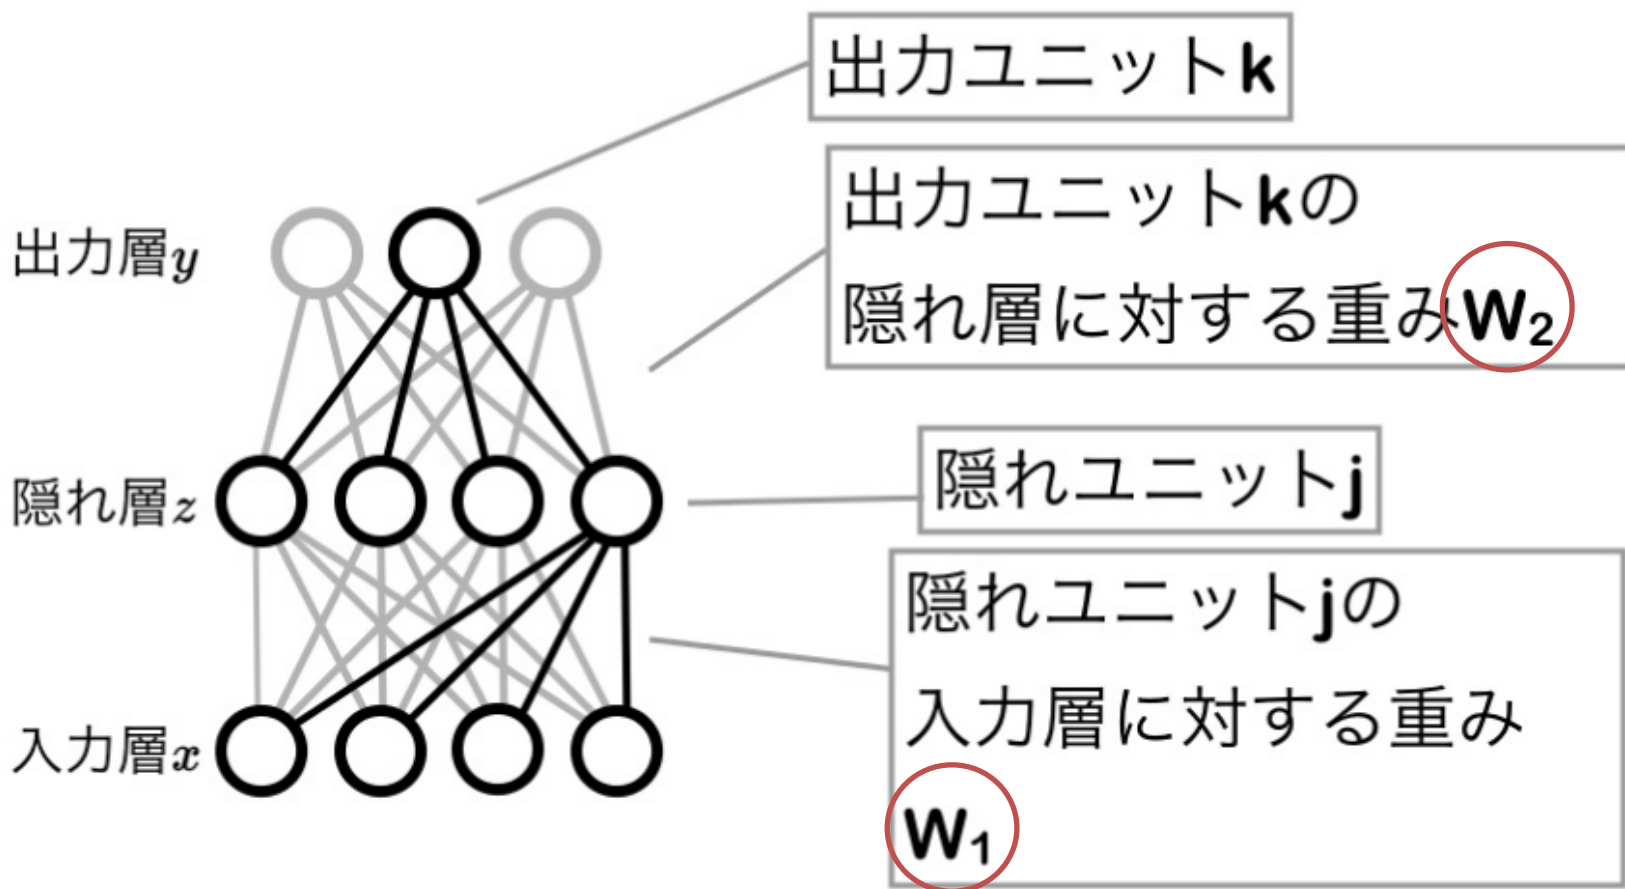 出力ユニットk
出力ユニットkの
隠れ層に対する重みW₂
出力層y
隠れユニットj
隠れ層z
隠れユニットjの
入力層に対する重み
W₁
入力層x